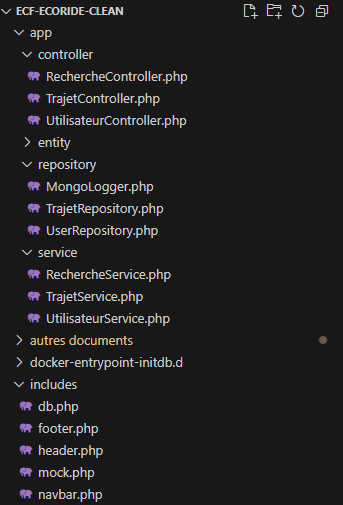 ECF-ECORIDE-CLEAN
app
controller
RechercheController.php
TrajetController.php
UtilisateurController.php
entity
repository
MongoLogger.php
TrajetRepository.php
UserRepository.php
service
RechercheService.php
TrajetService.php
UtilisateurService.php
autres documents
docker-entrypoint-initdb.d
includes
db.php
footer.php
header.php
mock.php
navbar.php